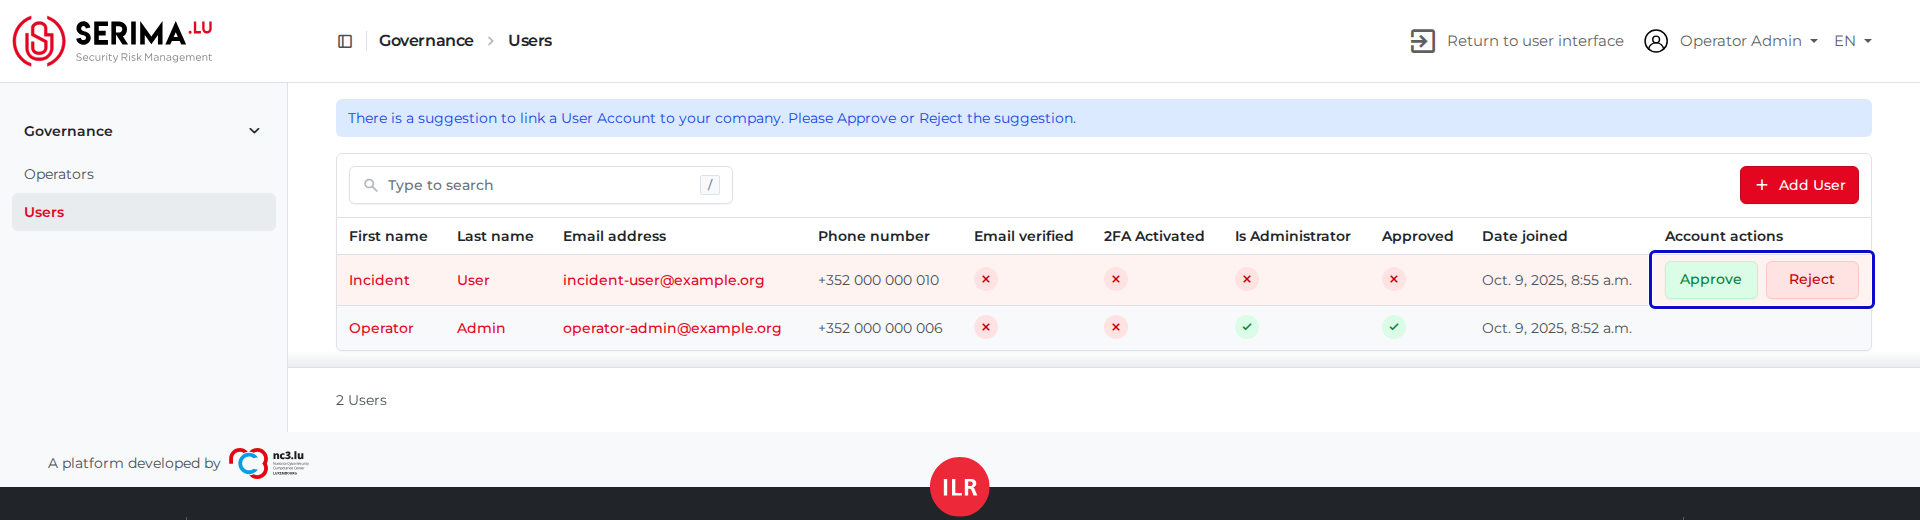 SERIMA.LU
Security Risk Management
Governance > Users
Return to user interface
Operator Admin
EN
Governance
Operators
Users
There is a suggestion to link a User Account to your company. Please Approve or Reject the suggestion.
Type to search /
+ Add User
First name Last name Email address Phone number Email verified 2FA Activated Is Administrator Approved Date joined Account actions
Incident User incident-user@example.org +352 000 000 010 Oct. 9, 2025, 8:55 a.m. Approve Reject
Operator Admin operator-admin@example.org +352 000 000 006 Oct. 9, 2025, 8:52 a.m.
2 Users
A platform developed by
nc3.lu
ILR